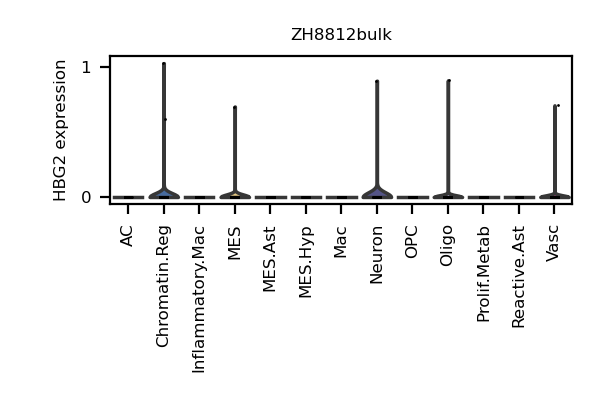 ZH8812bulk
HBG2 expression
1
0
AC
Chromatin.Reg
Inflammatory.Mac
MES
MES.Ast
MES.Hyp
Mac
Neuron
OPC
Oligo
Prolif.Metab
Reactive.Ast
Vasc